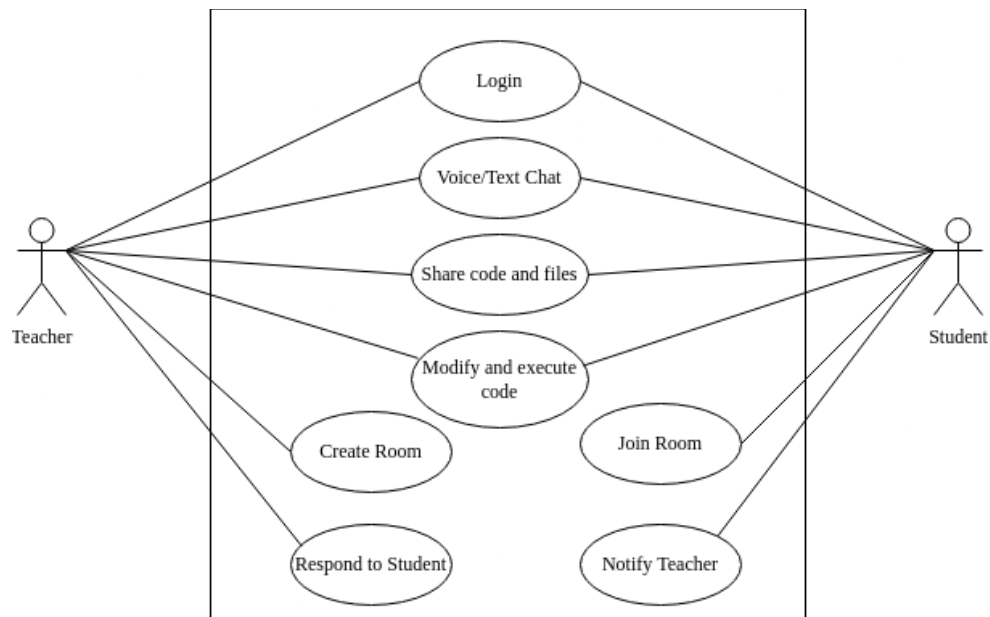 Login
Voice/Text Chat
Share code and files
Teacher
Student
Modify and execute
code
Create Room
Join Room
Respond to Student
Notify Teacher